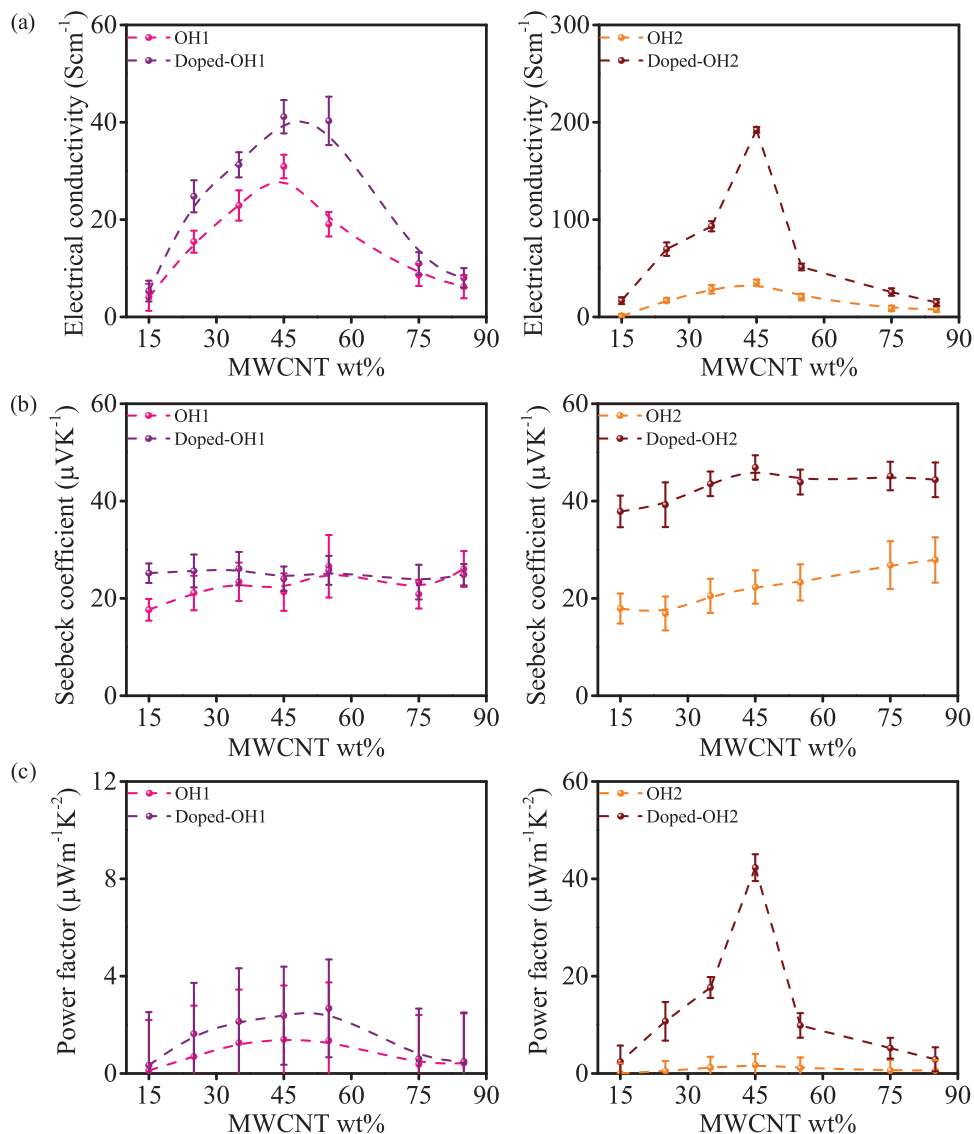 (a)
60
40
20
0
Electrical conductivity (Scm⁻¹)
OH1
Doped-OH1
15 30 45 60 75 90
MWCNT wt%
300
200
100
0
Electrical conductivity (Scm⁻¹)
OH2
Doped-OH2
15 30 45 60 75 90
MWCNT wt%
(b)
60
40
20
0
Seebeck coefficient (µVK⁻¹)
OH1
Doped-OH1
15 30 45 60 75 90
MWCNT wt%
60
40
20
0
Seebeck coefficient (µVK⁻¹)
OH2
Doped-OH2
15 30 45 60 75 90
MWCNT wt%
(c)
12
8
4
0
Power factor (µWm⁻¹K⁻²)
OH1
Doped-OH1
15 30 45 60 75 90
MWCNT wt%
60
40
20
0
Power factor (µWm⁻¹K⁻²)
OH2
Doped-OH2
15 30 45 60 75 90
MWCNT wt%